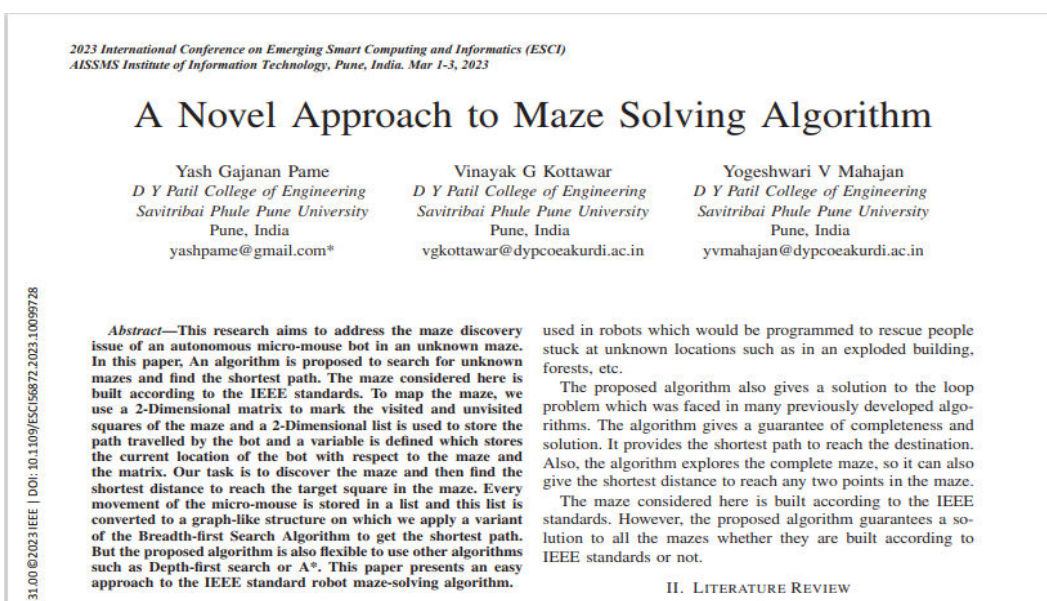 2023 International Conference on Emerging Smart Computing and Informatics (ESCI)
AISSMS Institute of Information Technology, Pune, India. Mar 1-3, 2023
A Novel Approach to Maze Solving Algorithm
Yash Gajanan Pame
D Y Patil College of Engineering
Savitribai Phule Pune University
Pune, India
yashpame@gmail.com*
Vinayak G Kottawar
D Y Patil College of Engineering
Savitribai Phule Pune University
Pune, India
vgkottawar@dypcoeakurdi.ac.in
Yogeshwari V Mahajan
D Y Patil College of Engineering
Savitribai Phule Pune University
Pune, India
yvmahajan@dypcoeakurdi.ac.in
Abstract—This research aims to address the maze discovery
issue of an autonomous micro-mouse bot in an unknown maze.
In this paper, An algorithm is proposed to search for unknown
mazes and find the shortest path. The maze considered here is
built according to the IEEE standards. To map the maze, we
use a 2-Dimensional matrix to mark the visited and unvisited
squares of the maze and a 2-Dimensional list is used to store the
path travelled by the bot and a variable is defined which stores
the current location of the bot with respect to the maze and
the matrix. Our task is to discover the maze and then find the
shortest distance to reach the target square in the maze. Every
movement of the micro-mouse is stored in a list and this list is
converted to a graph-like structure on which we apply a variant
of the Breadth-first Search Algorithm to get the shortest path.
But the proposed algorithm is also flexible to use other algorithms
such as Depth-first search or A*. This paper presents an easy
approach to the IEEE standard robot maze-solving algorithm.
used in robots which would be programmed to rescue people
stuck at unknown locations such as in an exploded building,
forests, etc.
The proposed algorithm also gives a solution to the loop
problem which was faced in many previously developed algo-
rithms. The algorithm gives a guarantee of completeness and
solution. It provides the shortest path to reach the destination.
Also, the algorithm explores the complete maze, so it can also
give the shortest distance to reach any two points in the maze.
The maze considered here is built according to the IEEE
standards. However, the proposed algorithm guarantees a so-
lution to all the mazes whether they are built according to
IEEE standards or not.
II. LITERATURE REVIEW
31.00 ©2023 IEEE | DOI: 10.1109/ESCI56872.2023.10099728